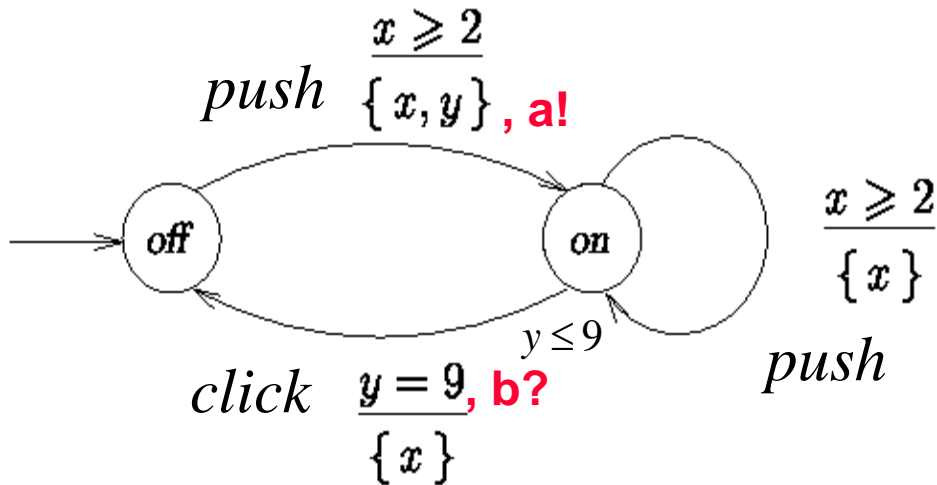 x ⩾ 2
push { x, y } , a!
off
on
x ⩾ 2
{ x }
y ≤ 9
push
click y = 9, b?
{ x }